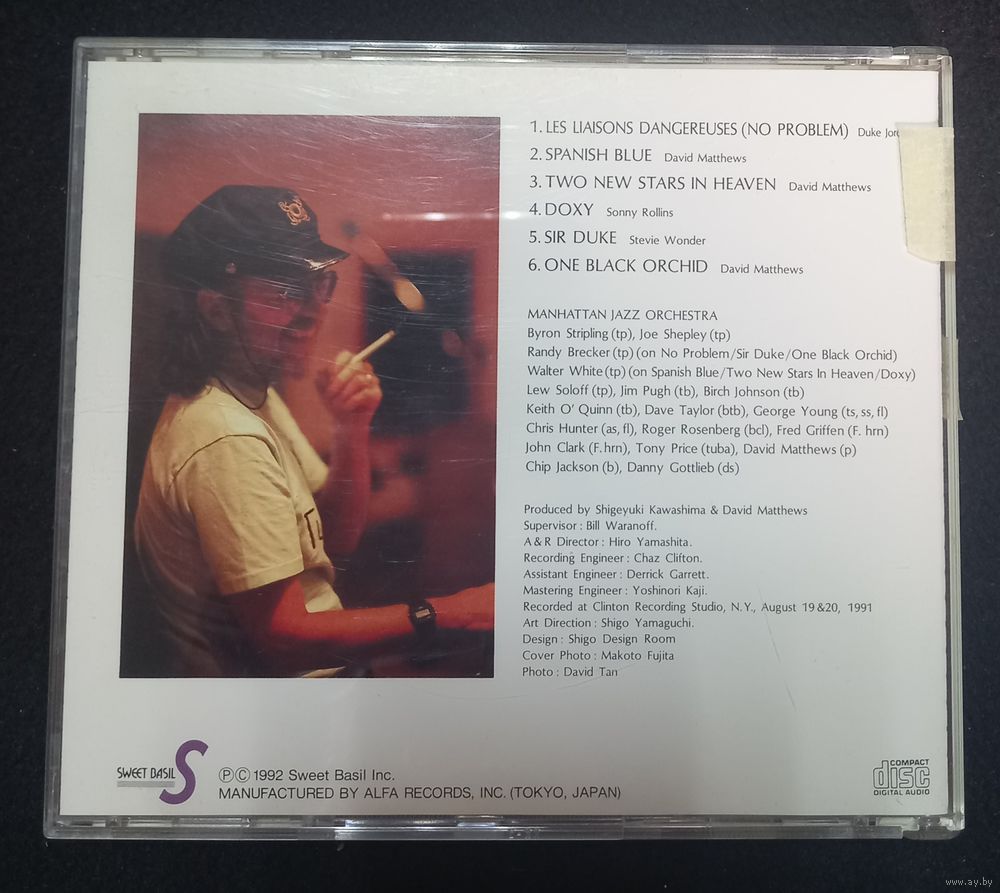 1. LES LIAISONS DANGEREUSES (NO PROBLEM) Duke
2. SPANISH BLUE David Matthews
3. TWO NEW STARS IN HEAVEN David Matthews
4. DOXY Sonny Rollins
5. SIR DUKE Stevie Wonder
6. ONE BLACK ORCHID David Matthews
MANHATTAN JAZZ ORCHESTRA
Byron Stripling (tp), Joe Shepley (tp)
Randy Brecker (tp) (on No Problem/Sir Duke/One Black Orchid)
Walter White (tp) (on Spanish Blue/Two New Stars In Heaven/Doxy)
Lew Soloff (tp), Jim Pugh (tb), Birch Johnson (tb)
Keith O' Quinn (tb), Dave Taylor (btb), George Young (ts, ss, fl)
Chris Hunter (as, fl), Roger Rosenberg (bcl), Fred Griffen (F. hrn)
John Clark (F. hrn), Tony Price (tuba), David Matthews (p)
Chip Jackson (b), Danny Gottlieb (ds)
Produced by Shigeyuki Kawashima & David Matthews
Supervisor : Bill Waranoff.
A & R Director : Hiro Yamashita.
Recording Engineer : Chaz Clifton.
Assistant Engineer : Derrick Garrett.
Mastering Engineer : Yoshinori Kaji.
Recorded at Clinton Recording Studio, N.Y., August 19 & 20, 1991
Art Direction : Shigo Yamaguchi.
Design : Shigo Design Room
Cover Photo : Makoto Fujita
Photo : David Tan
SWEET BASIL S
Ⓟ Ⓒ 1992 Sweet Basil Inc.
MANUFACTURED BY ALFA RECORDS, INC. (TOKYO, JAPAN)
COMPACT
disc
DIGITAL AUDIO
www.ay.by